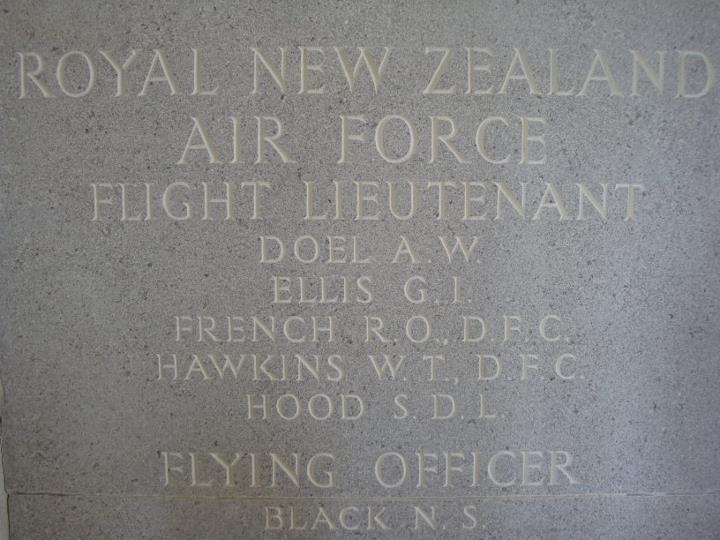 ROYAL NEW ZEALAND
AIR FORCE
FLIGHT LIEUTENANT
DOEL A.W.
ELLIS G.I.
FRENCH R.O., D.F.C.
HAWKINS W.T., D.F.C.
HOOD S.D.L.
FLYING OFFICER
BLACK N.S.